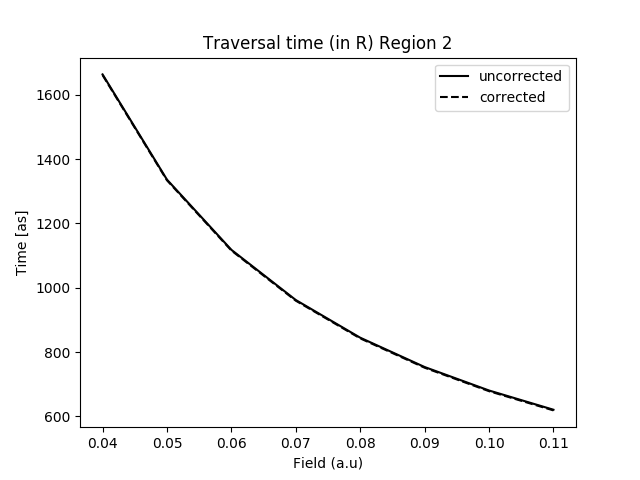 Traversal time (in R) Region 2
uncorrected
corrected
1600
1400
1200
1000
800
600
Time [as]
0.04 0.05 0.06 0.07 0.08 0.09 0.10 0.11
Field (a.u)